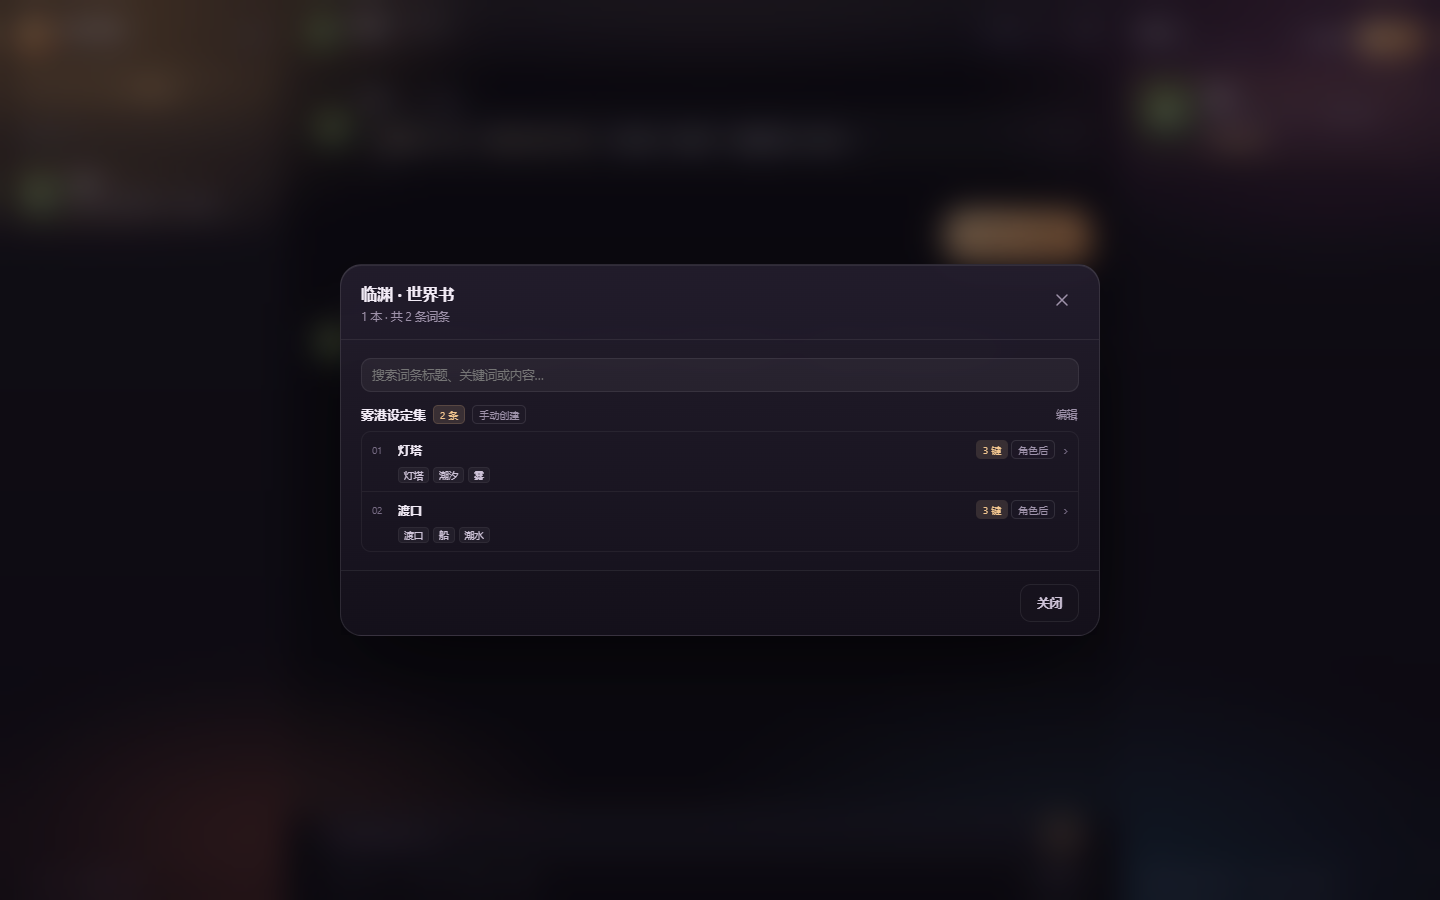 临渊 · 世界书
1 本 · 共 2 条词条
搜索词条标题、关键词或内容...
雾港设定集 2 条 手动创建 编辑
01 灯塔 3 键 角色后 ›
灯塔 潮汐 雾
02 渡口 3 键 角色后 ›
渡口 船 潮水
关闭